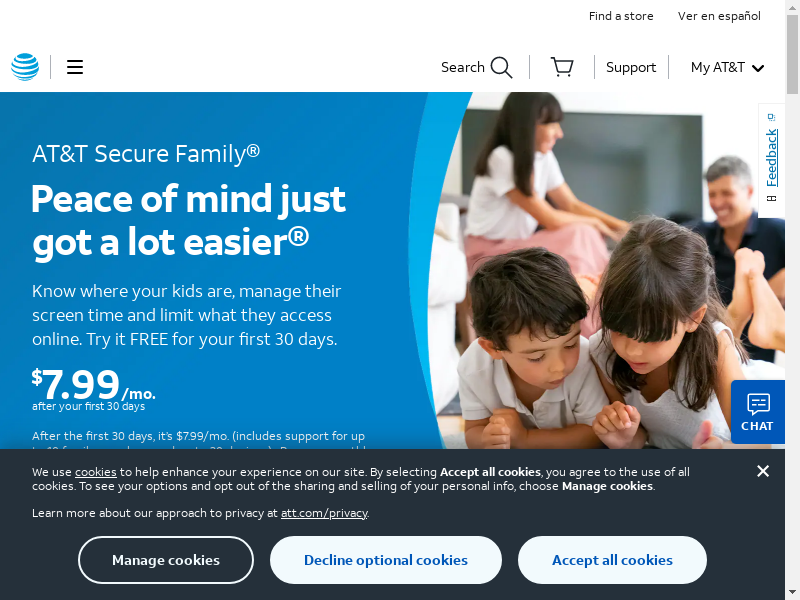 Find a store
Ver en español
Search
Support
My AT&T
Feedback
AT&T Secure Family®
Peace of mind just
got a lot easier®
Know where your kids are, manage their
screen time and limit what they access
online. Try it FREE for your first 30 days.
$7.99/mo.
after your first 30 days
After the first 30 days, it's $7.99/mo. (includes support for up
CHAT
We use cookies to help enhance your experience on our site. By selecting Accept all cookies, you agree to the use of all
cookies. To see your options and opt out of the sharing and selling of your personal info, choose Manage cookies.
Learn more about our approach to privacy at att.com/privacy.
Manage cookies
Decline optional cookies
Accept all cookies